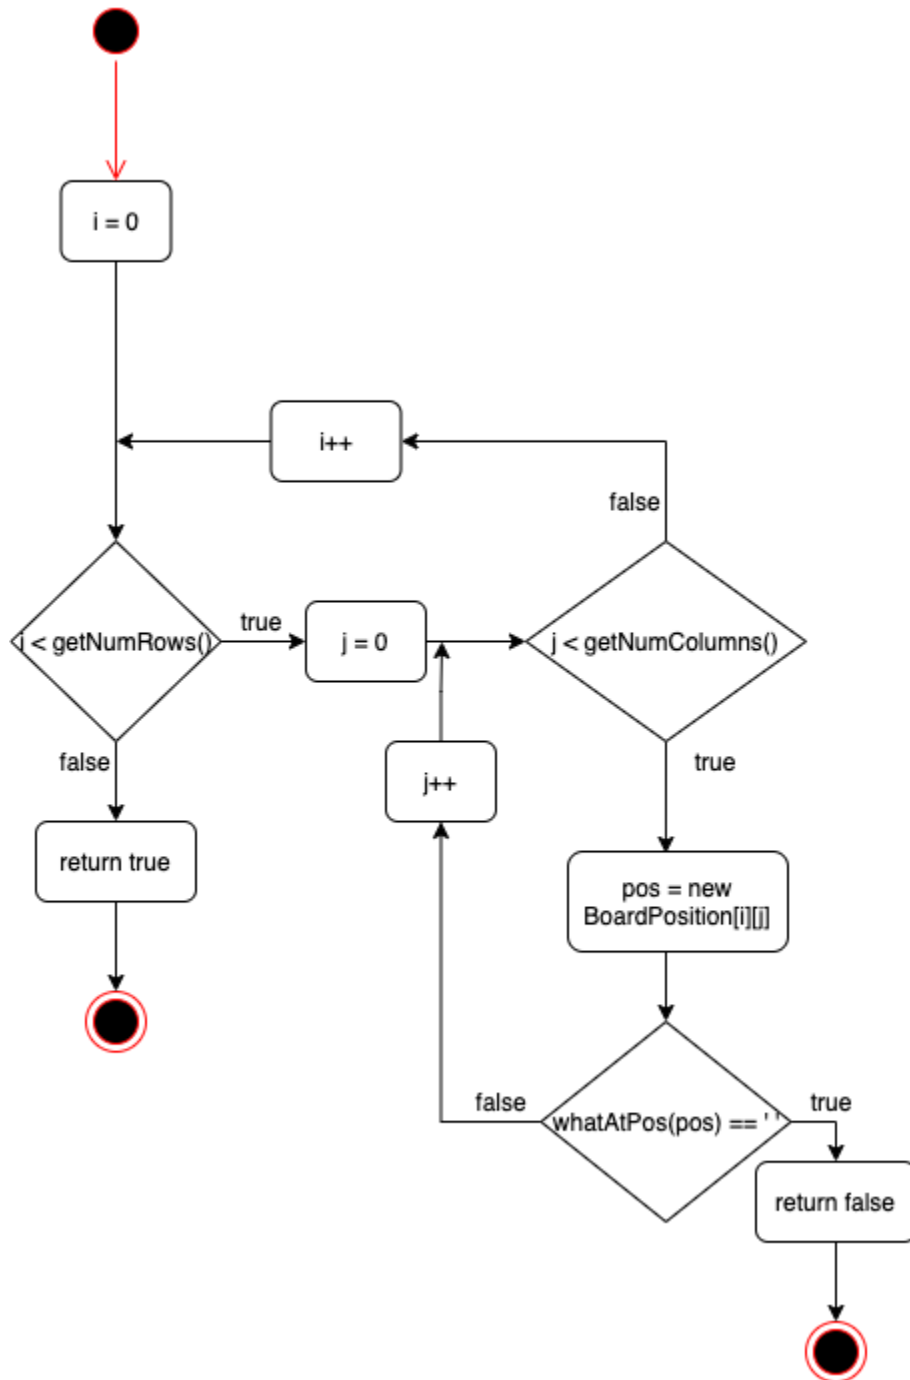 i = 0
i++
false
i < getNumRows()
true
j = 0
j < getNumColumns()
false
true
j++
return true
pos = new
BoardPosition[i][j]
false
whatAtPos(pos) == ' '
true
return false